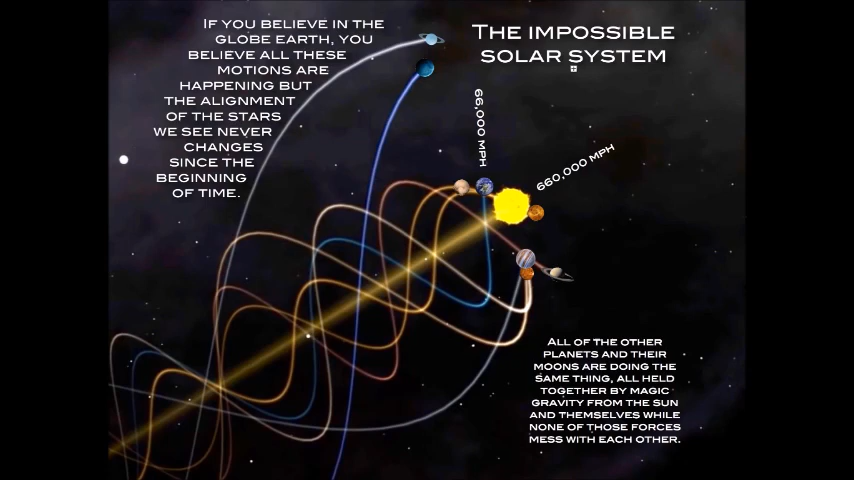 IF YOU BELIEVE IN THE
GLOBE EARTH, YOU
BELIEVE ALL THESE
MOTIONS ARE
HAPPENING BUT
THE ALIGNMENT
OF THE STARS
WE SEE NEVER
CHANGES
SINCE THE
BEGINNING
OF TIME.
THE IMPOSSIBLE
SOLAR SYSTEM
66,000 MPH
660,000 MPH
ALL OF THE OTHER
PLANETS AND THEIR
MOONS ARE DOING THE
SAME THING, ALL HELD
TOGETHER BY MAGIC
GRAVITY FROM THE SUN
AND THEMSELVES WHILE
NONE OF THOSE FORCES
MESS WITH EACH OTHER.